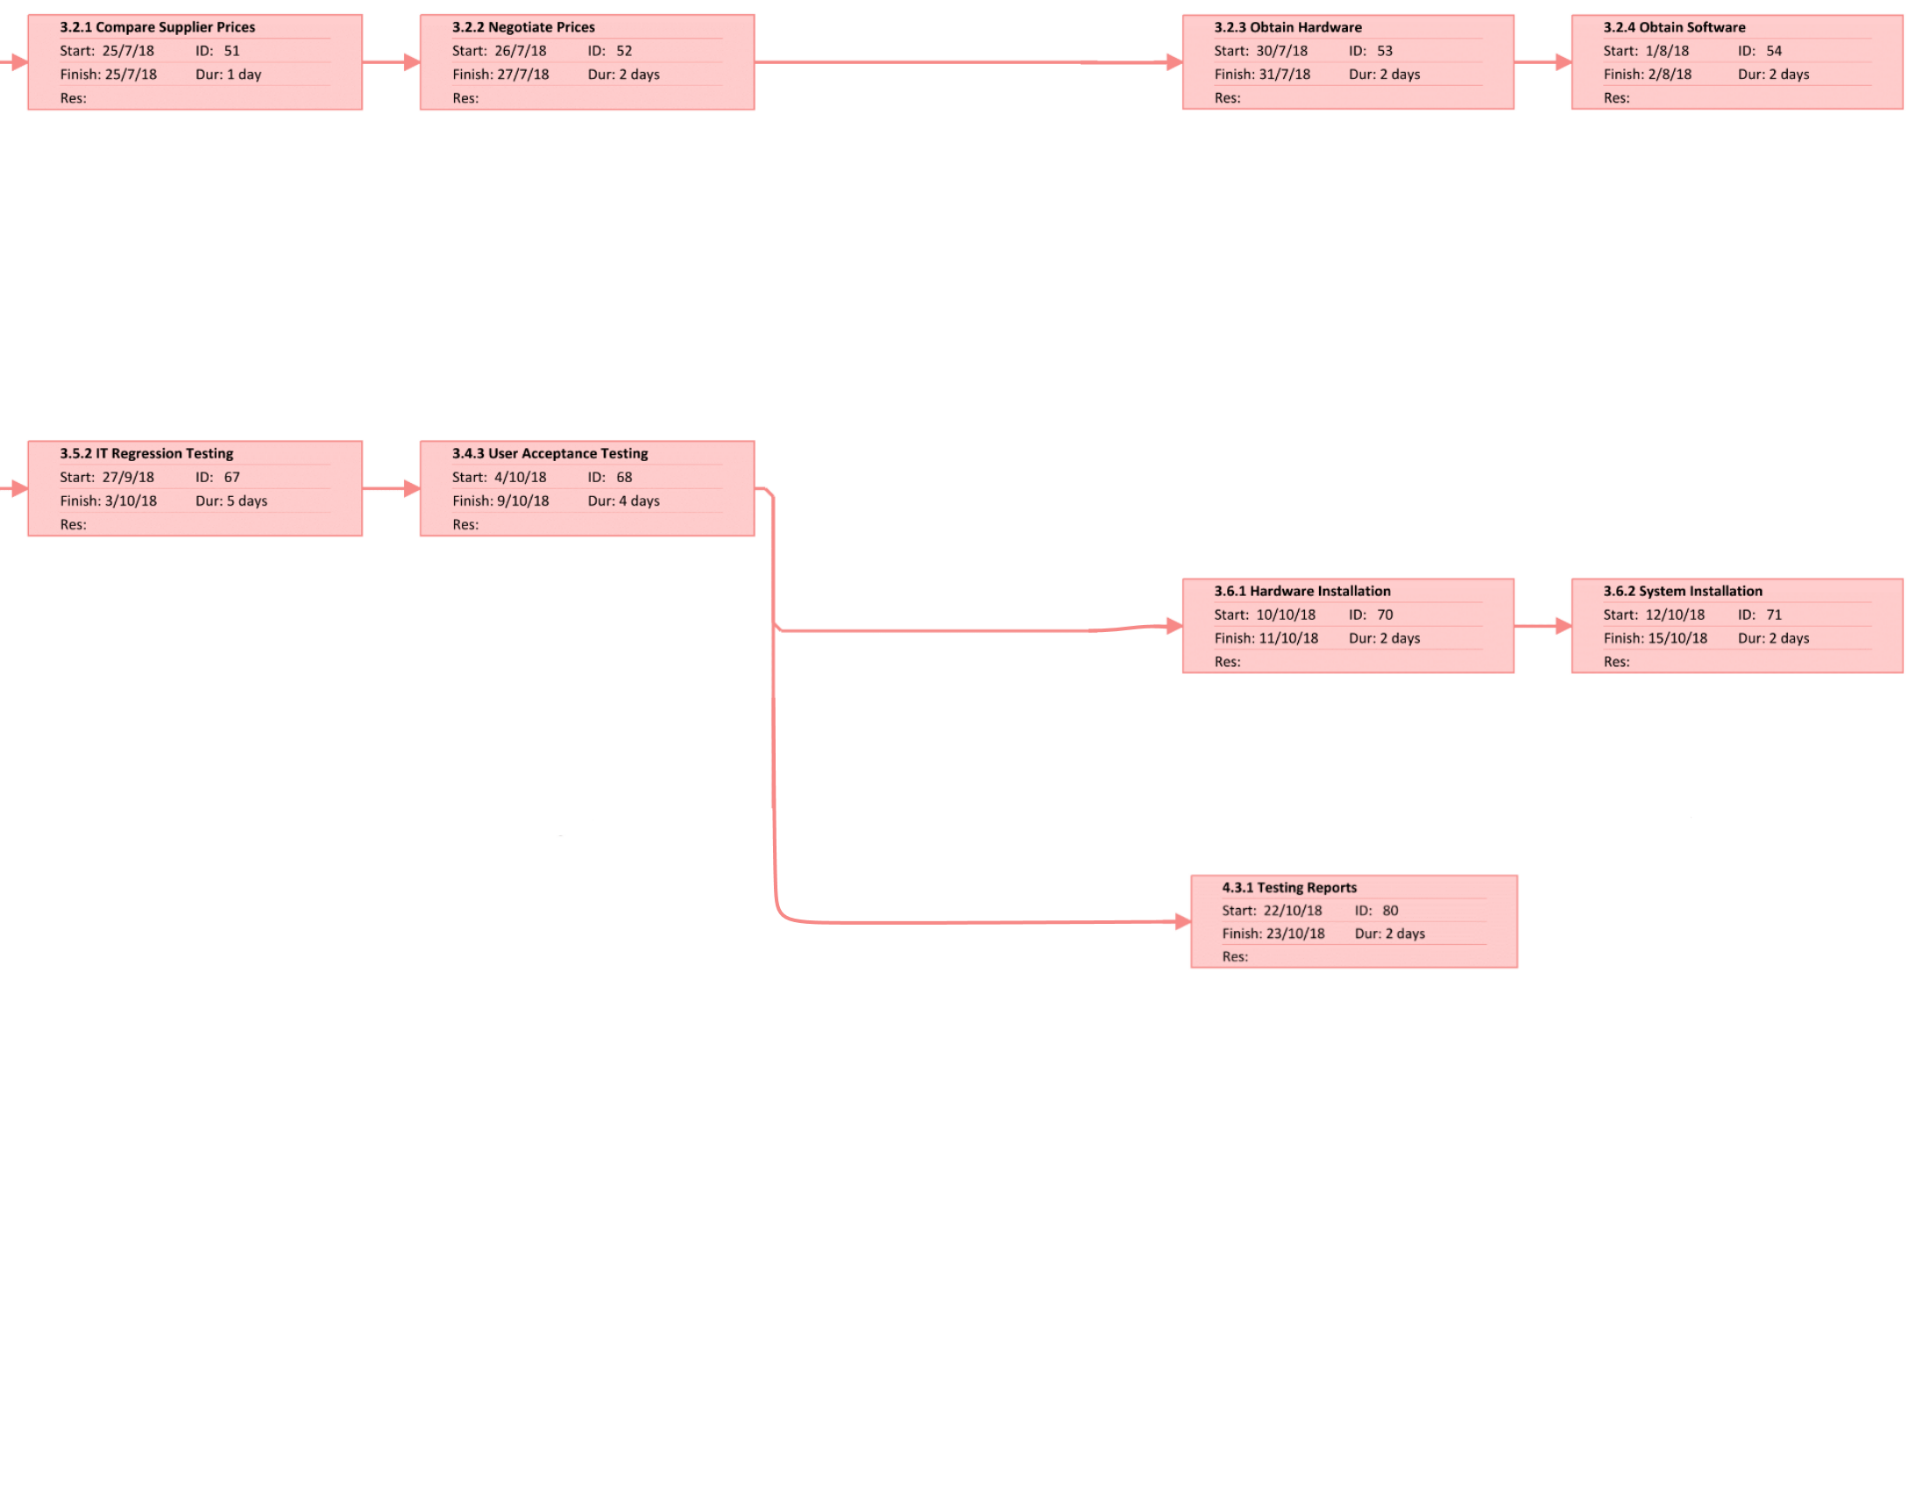 3.2.1 Compare Supplier Prices
Start: 25/7/18 ID: 51
Finish: 25/7/18 Dur: 1 day
Res:
3.2.2 Negotiate Prices
Start: 26/7/18 ID: 52
Finish: 27/7/18 Dur: 2 days
Res:
3.2.3 Obtain Hardware
Start: 30/7/18 ID: 53
Finish: 31/7/18 Dur: 2 days
Res:
3.2.4 Obtain Software
Start: 1/8/18 ID: 54
Finish: 2/8/18 Dur: 2 days
Res:
3.5.2 IT Regression Testing
Start: 27/9/18 ID: 67
Finish: 3/10/18 Dur: 5 days
Res:
3.4.3 User Acceptance Testing
Start: 4/10/18 ID: 68
Finish: 9/10/18 Dur: 4 days
Res:
3.6.1 Hardware Installation
Start: 10/10/18 ID: 70
Finish: 11/10/18 Dur: 2 days
Res:
3.6.2 System Installation
Start: 12/10/18 ID: 71
Finish: 15/10/18 Dur: 2 days
Res:
4.3.1 Testing Reports
Start: 22/10/18 ID: 80
Finish: 23/10/18 Dur: 2 days
Res: